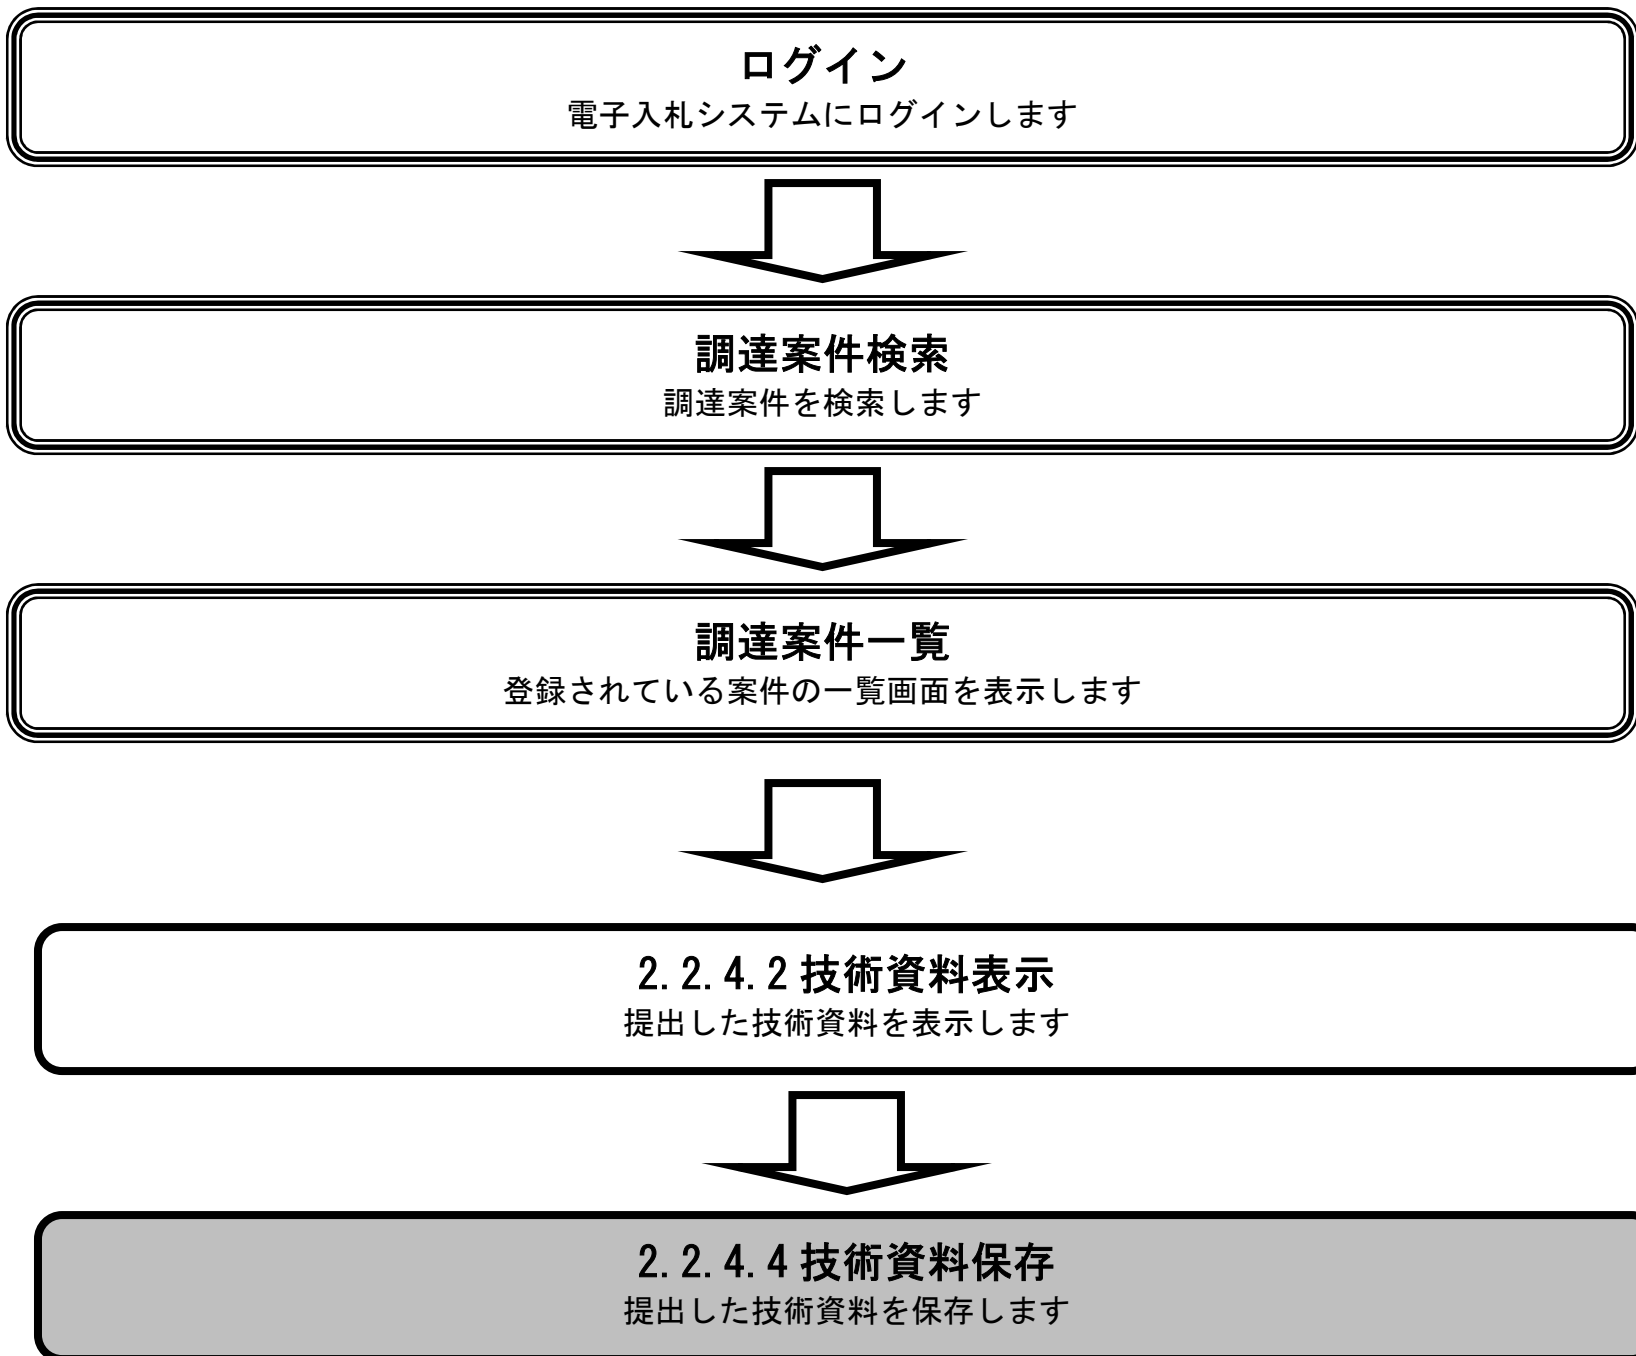 ログイン
電子入札システムにログインします
調達案件検索
調達案件を検索します
調達案件一覧
登録されている案件の一覧画面を表示します
2.2.4.2 技術資料表示
提出した技術資料を表示します
2.2.4.4 技術資料保存
提出した技術資料を保存します